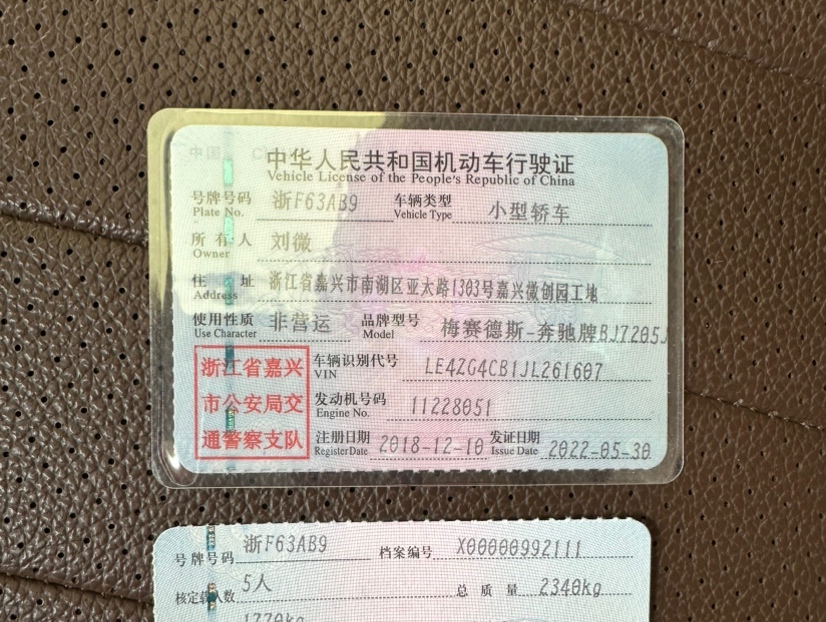 中华人民共和国机动车行驶证
Vehicle License of the People's Republic of China
号牌号码 浙F63AB9 车辆类型 小型轿车
Plate No. Vehicle Type
所有人 刘微
Owner
住址 浙江省嘉兴市南湖区亚太路1303号嘉兴微创园工地
Address
使用性质 非营运 品牌型号 梅赛德斯-奔驰牌BJ7205J
Use Character Model
浙江省嘉兴
市公安局交
通警察支队
车辆识别代号 LE4ZG4CB1JL261607
VIN
发动机号码 11228051
Engine No.
注册日期 2018-12-10 发证日期 2022-05-30
Register Date Issue Date
号牌号码 浙F63AB9 档案编号 X00000992111
核定载人数 5人 总质量 2340kg
1770kg